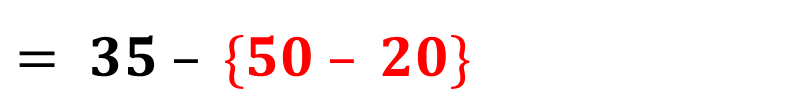 = 35 – {50 – 20}